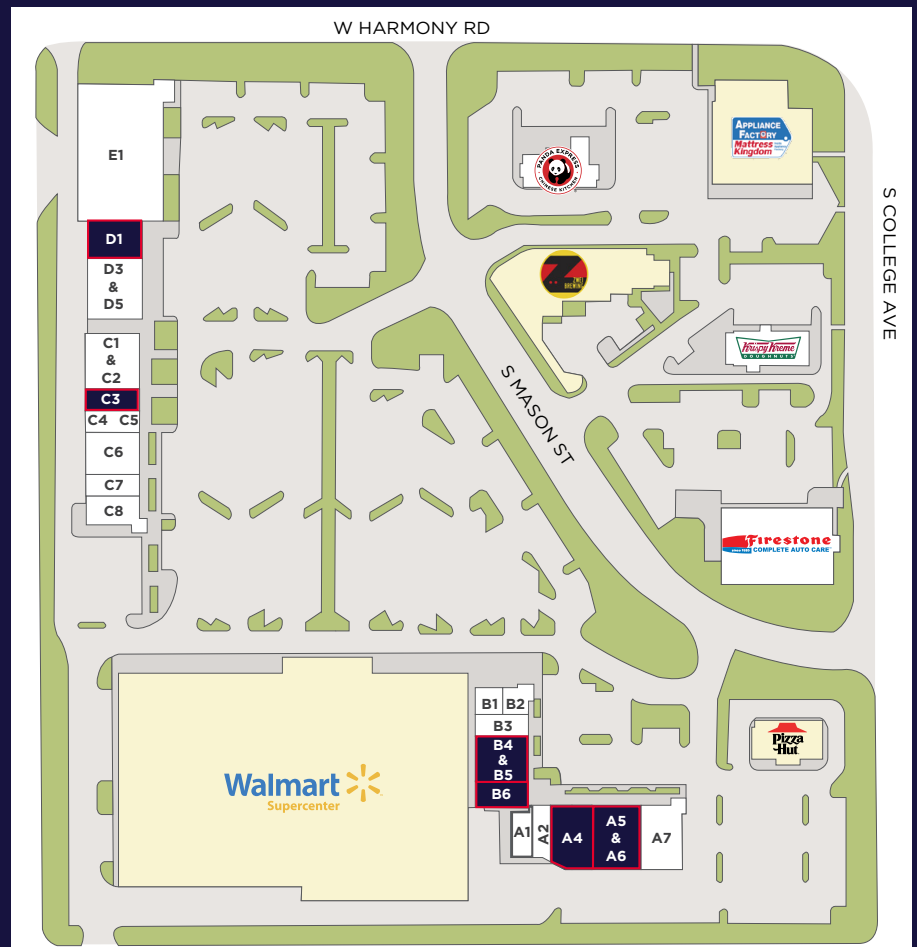 W HARMONY RD
E1
PANDA EXPRESS
CHINESE KITCHEN
APPLIANCE
FACTORY
Mattress
Kingdom
S COLLEGE AVE
D1
D3
&
D5
Z
ZWEI
BREWING
C1
&
C2
Krispy Kreme
DOUGHNUTS
C3
C4 C5
S MASON ST
C6
C7
C8
Firestone
COMPLETE AUTO CARE
B1 B2
B3
B4
&
B5
B6
Pizza
Hut
Walmart
Supercenter
A1
A2
A4
A5
&
A6
A7